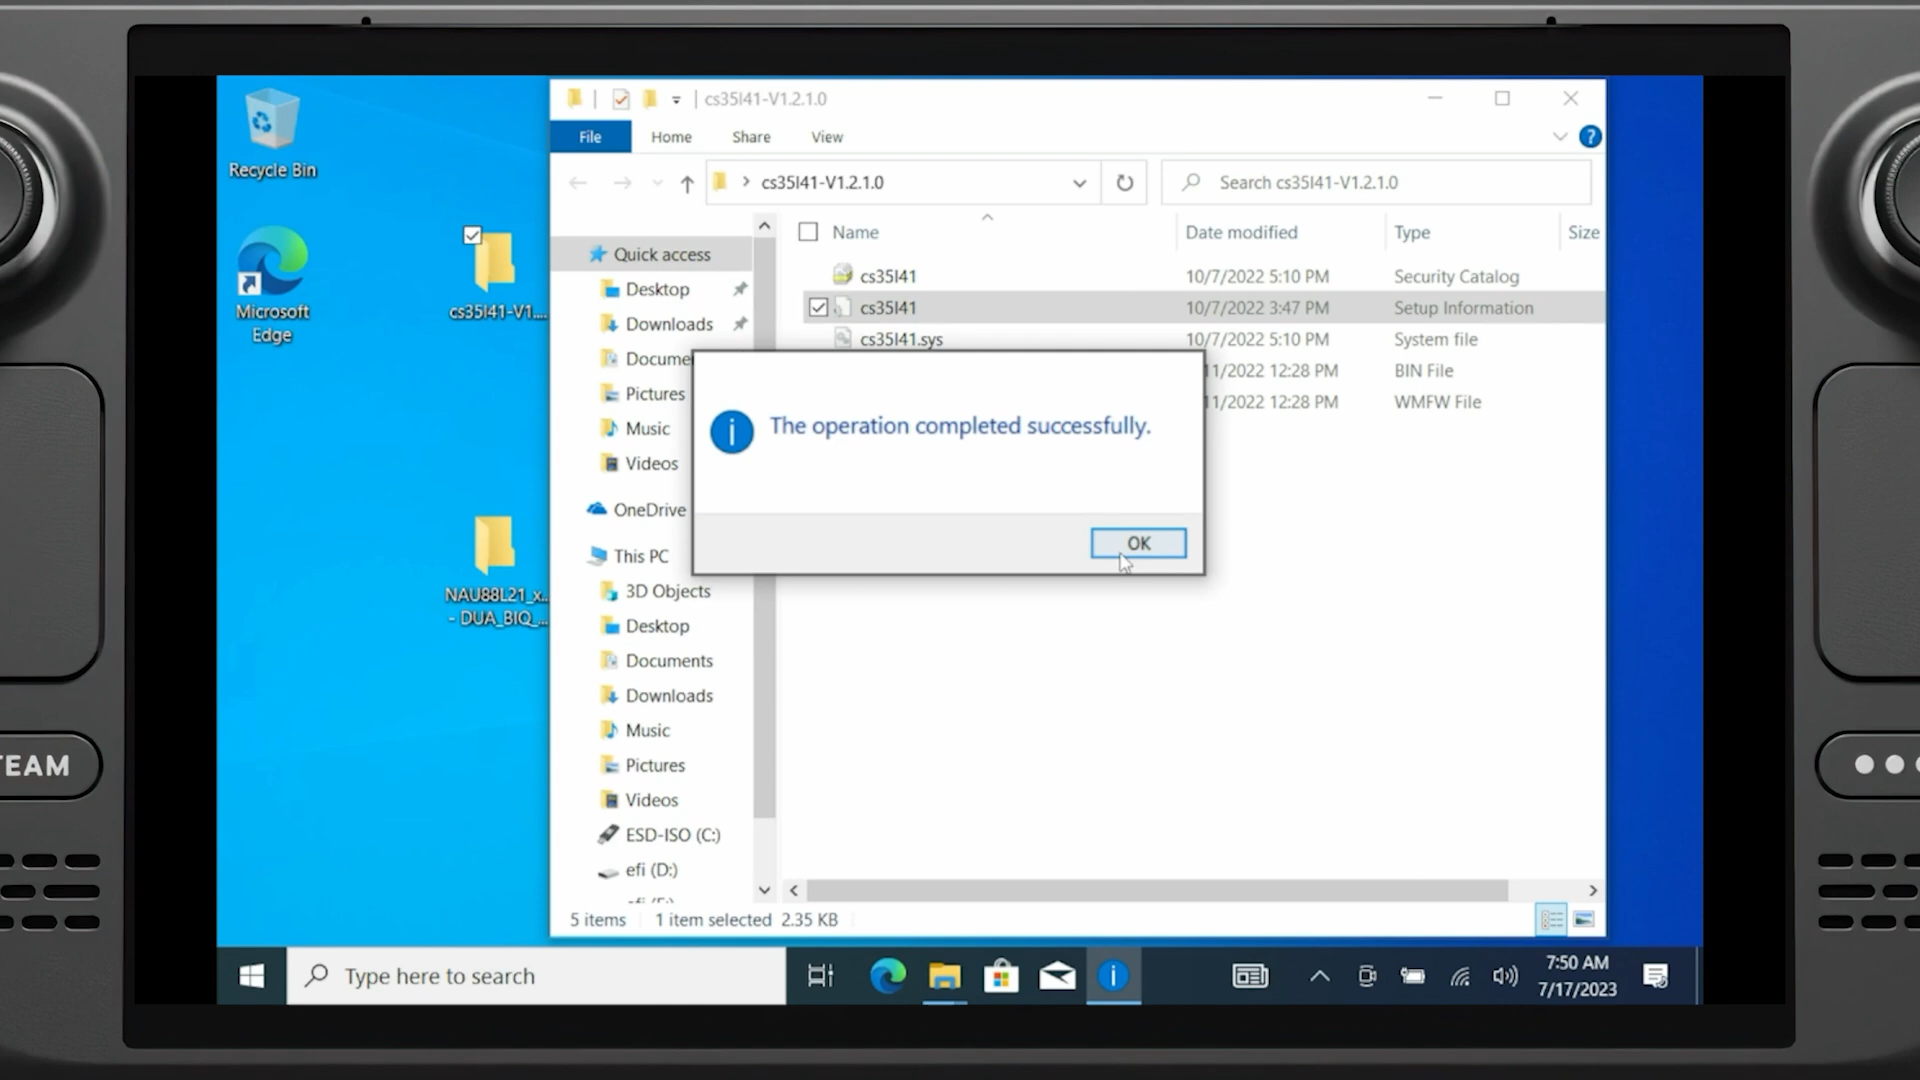 cs35l41-V1.2.1.0
File Home Share View
?
cs35l41-V1.2.1.0
Search cs35l41-V1.2.1.0
Name Date modified Type Size
cs35l41 10/7/2022 5:10 PM Security Catalog
cs35l41 10/7/2022 3:47 PM Setup Information
cs35l41.sys 10/7/2022 5:10 PM System file
11/2022 12:28 PM BIN File
11/2022 12:28 PM WMFW File
Quick access
Desktop
Downloads
Docume
Pictures
Music
Videos
OneDrive
This PC
3D Objects
Desktop
Documents
Downloads
Music
Pictures
Videos
ESD-ISO (C:)
efi (D:)
The operation completed successfully.
OK
5 items 1 item selected 2.35 KB
Recycle Bin
Microsoft
Edge
cs35l41-V1....
NAU88L21_x...
- DUA_BIQ_...
TEAM
Type here to search
7:50 AM
7/17/2023